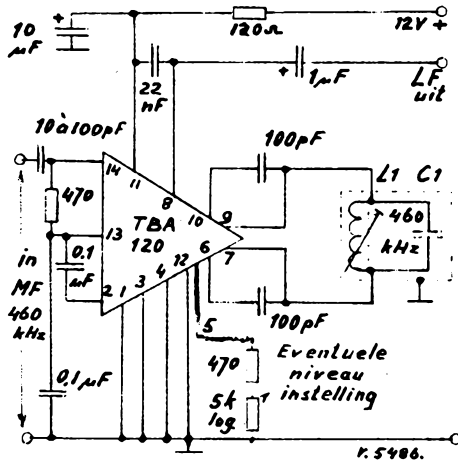 10 µF
+
120Ω
12V +
22 nF
+
1µF
LF uit
10 à 100pF
100pF
L1 C1
14
11
8
10
9
470
TBA 120
460 kHz
13
0.1 µF
6
7
12
2
1
3
4
in MF 460 kHz
5
100pF
0.1µF
470
Eventuele niveau instelling
5k log
r. 5486.